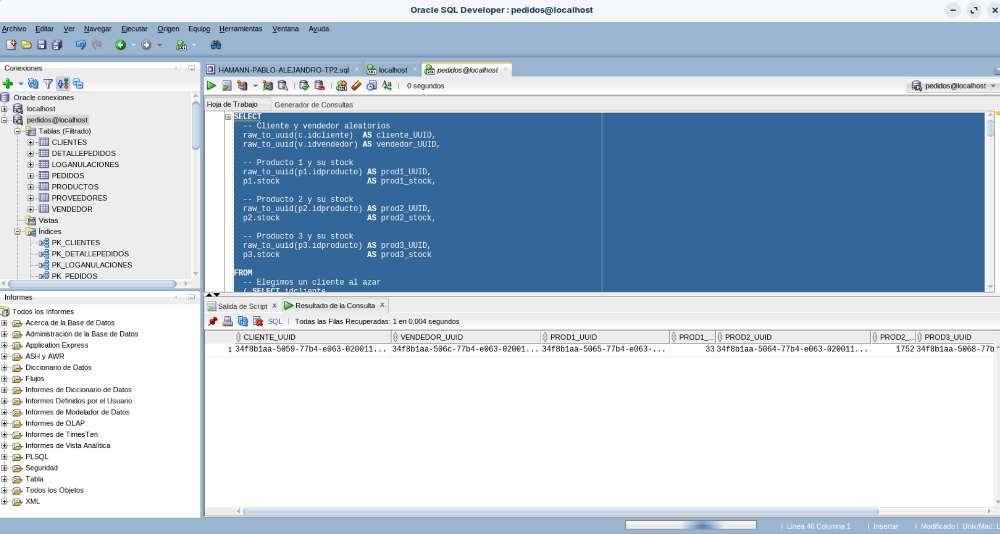 Oracle SQL Developer : pedidos@localhost
Archivo Editar Ver Navegar Ejecutar Origen Equipo Herramientas Ventana Ayuda
Conexiones
Oracle conexiones
localhost
pedidos@localhost
Tablas (Filtrado)
CLIENTES
DETALLEPEDIDOS
LOGANULACIONES
PEDIDOS
PRODUCTOS
PROVEEDORES
VENDEDOR
Vistas
Índices
PK_CLIENTES
PK_DETALLEPEDIDOS
PK_LOGANULACIONES
PK_PEDIDOS
Informes
Todos los Informes
Acerca de la Base de Datos
Administración de la Base de Datos
Application Express
ASH y AWR
Diccionario de Datos
Flujos
Informes de Diccionario de Datos
Informes Definidos por el Usuario
Informes de Modelador de Datos
Informes de OLAP
Informes de TimesTen
Informes de Vista Analítica
PLSQL
Seguridad
Tabla
Todos los Objetos
XML
HAMANN-PABLO-ALEJANDRO-TP2.sql localhost pedidos@localhost
0 segundos pedidos@localhost
Hoja de Trabajo Generador de Consultas
SELECT
-- Cliente y vendedor aleatorios
raw_to_uuid(c.idcliente)  AS cliente_UUID,
raw_to_uuid(v.idvendedor) AS vendedor_UUID,
-- Producto 1 y su stock
raw_to_uuid(p1.idproducto) AS prod1_UUID,
p1.stock                   AS prod1_stock,
-- Producto 2 y su stock
raw_to_uuid(p2.idproducto) AS prod2_UUID,
p2.stock                   AS prod2_stock,
-- Producto 3 y su stock
raw_to_uuid(p3.idproducto) AS prod3_UUID,
p3.stock                   AS prod3_stock
FROM
-- Elegimos un cliente al azar
( SELECT idcliente
Salida de Script x Resultado de la Consulta x
SQL | Todas las Filas Recuperadas: 1 en 0,004 segundos
CLIENTE_UUID VENDEDOR_UUID PROD1_UUID PROD1_... PROD2_UUID PROD2_... PROD3_UUID
1 34f8b1aa-5059-77b4-e063-020011... 34f8b1aa-506c-77b4-e063-02001... 34f8b1aa-5065-77b4-e063-... 33 34f8b1aa-5064-77b4-e063-020011... 1752 34f8b1aa-5068-77b
| Línea 46 Columna 1 | Insertar | Modificado | Unix/Mac: L